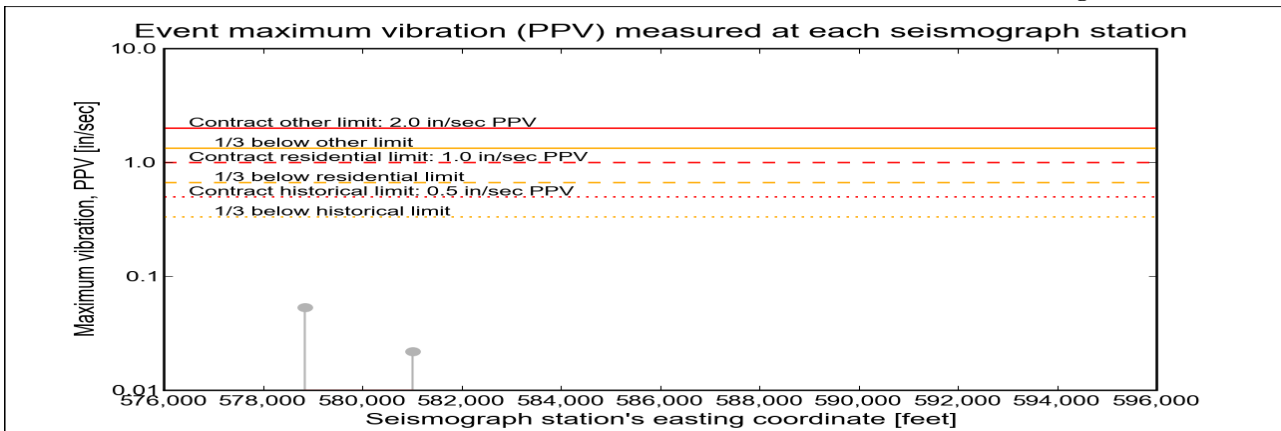 Event maximum vibration (PPV) measured at each seismograph station
Maximum vibration, PPV [in/sec]
10.0
Contract other limit: 2.0 in/sec PPV
1/3 below other limit
1.0
Contract residential limit: 1.0 in/sec PPV
1/3 below residential limit
Contract historical limit: 0.5 in/sec PPV
1/3 below historical limit
0.1
0.01
576,000 578,000 580,000 582,000 584,000 586,000 588,000 590,000 592,000 594,000 596,000
Seismograph station's easting coordinate [feet]